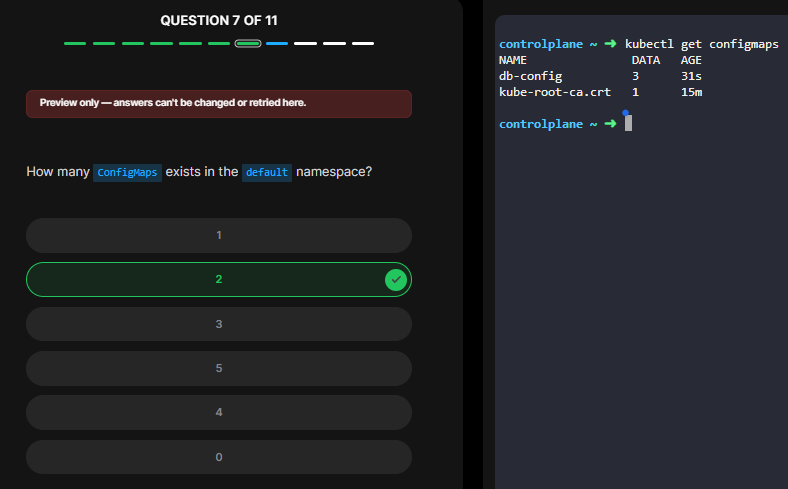 QUESTION 7 OF 11
Preview only — answers can't be changed or retried here.
How many ConfigMaps exists in the default namespace?
1
2
3
5
4
0
controlplane ~ ➜ kubectl get configmaps
NAME DATA AGE
db-config 3 31s
kube-root-ca.crt 1 15m
controlplane ~ ➜